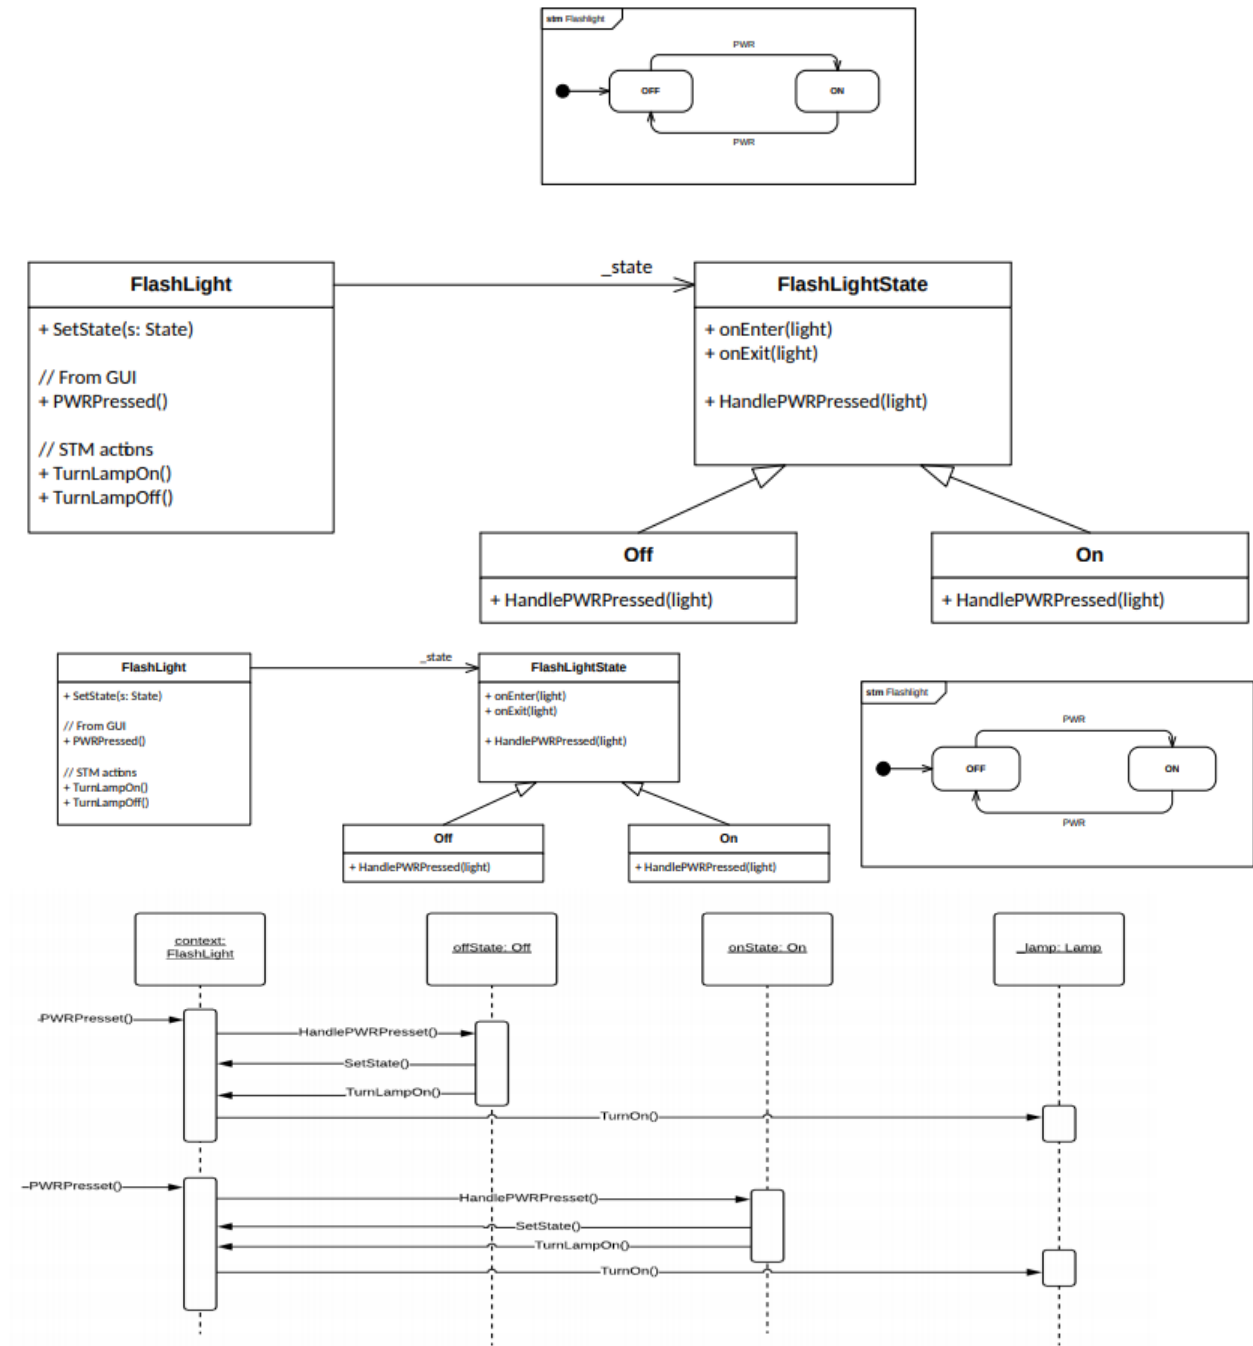 stm Flashlight
PWR
OFF
ON
PWR
FlashLight
+ SetState(s: State)
// From GUI
+ PWRPressed()
// STM actions
+ TurnLampOn()
+ TurnLampOff()
_state
FlashLightState
+ onEnter(light)
+ onExit(light)
+ HandlePWRPressed(light)
Off
+ HandlePWRPressed(light)
On
+ HandlePWRPressed(light)
FlashLight
+ SetState(s: State)
// From GUI
+ PWRPressed()
// STM actions
+ TurnLampOn()
+ TurnLampOff()
_state
FlashLightState
+ onEnter(light)
+ onExit(light)
+ HandlePWRPressed(light)
Off
+ HandlePWRPressed(light)
On
+ HandlePWRPressed(light)
stm Flashlight
PWR
OFF
ON
PWR
context:
FlashLight
offState: Off
onState: On
_lamp: Lamp
PWRPresset()
HandlePWRPresset()
SetState()
TurnLampOn()
TurnOn()
PWRPresset()
HandlePWRPresset()
SetState()
TurnLampOn()
TurnOn()